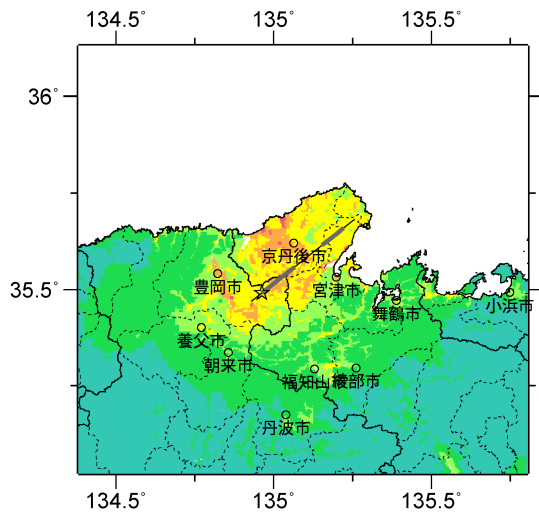 134.5° 135° 135.5°
36°
35.5°
京丹後市
豊岡市
宮津市
小浜市
舞鶴市
養父市
朝来市
福知山市
綾部市
丹波市
134.5° 135° 135.5°